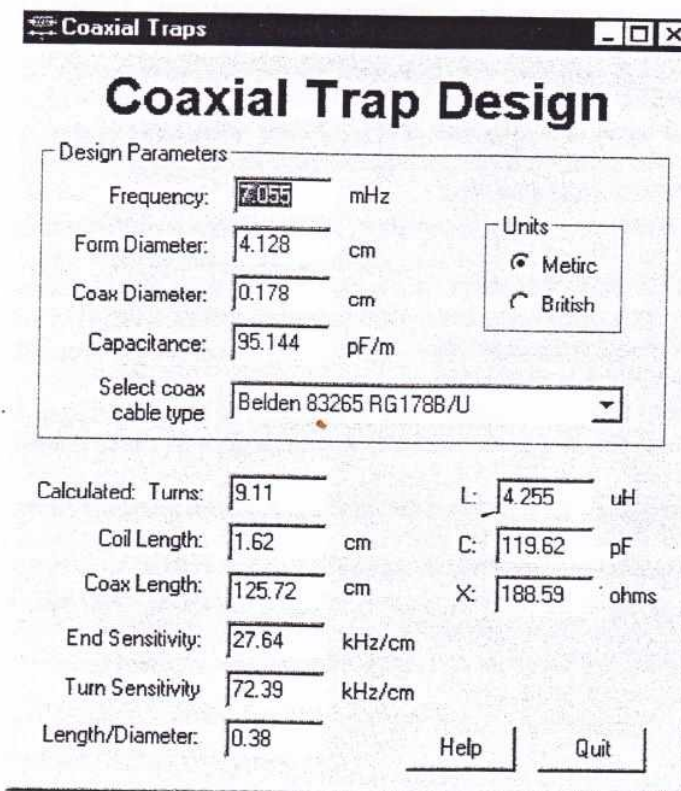 Coaxial Traps
Coaxial Trap Design
Design Parameters
Frequency: 7.055 mHz
Form Diameter: 4.128 cm
Coax Diameter: 0.178 cm
Capacitance: 95.144 pF/m
Units
Metirc
British
Select coax
cable type
Belden 83265 RG178B/U
Calculated: Turns: 9.11
Coil Length: 1.62 cm
Coax Length: 125.72 cm
End Sensitivity: 27.64 kHz/cm
Turn Sensitivity 72.39 kHz/cm
Length/Diameter: 0.38
L: 4.255 uH
C: 119.62 pF
X: 188.59 ohms
Help
Quit